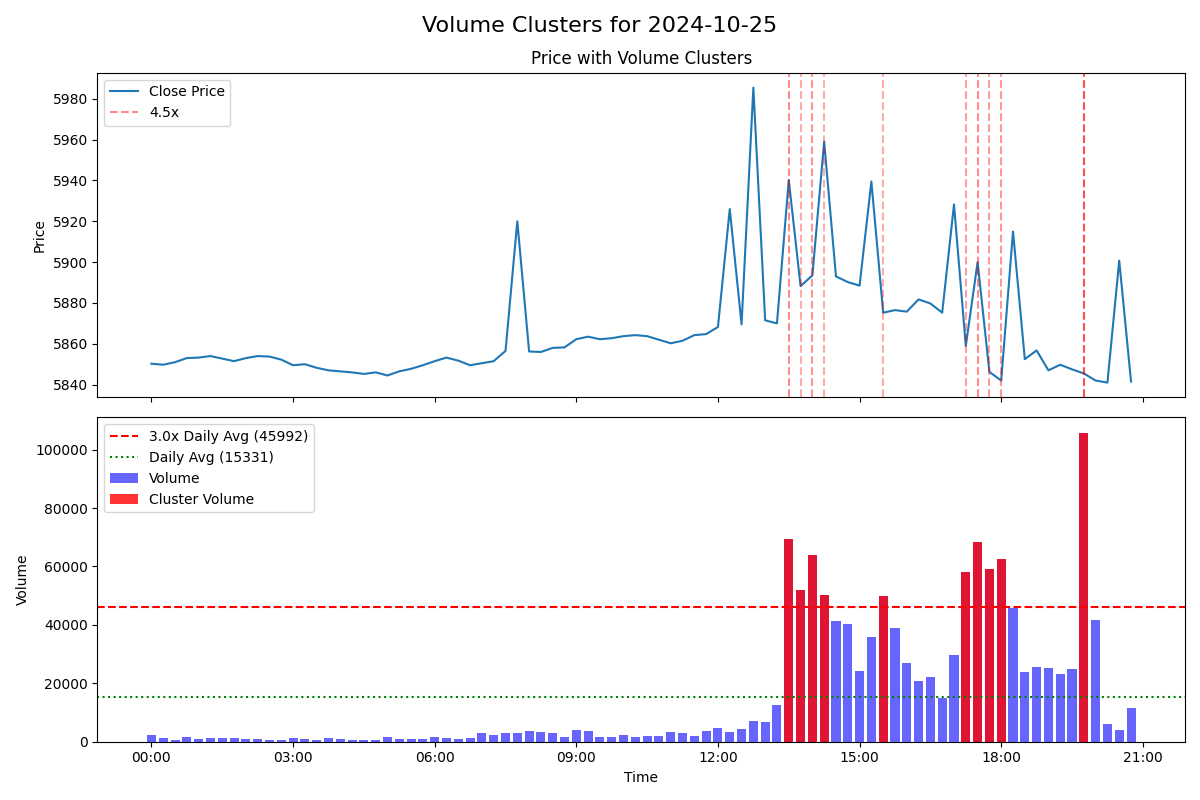 Volume Clusters for 2024-10-25
Price with Volume Clusters
Close Price
4.5x
5980
5960
5940
5920
5900
5880
5860
5840
Price
3.0x Daily Avg (45992)
Daily Avg (15331)
Volume
Cluster Volume
100000
80000
60000
40000
20000
0
Volume
00:00 03:00 06:00 09:00 12:00 15:00 18:00 21:00
Time